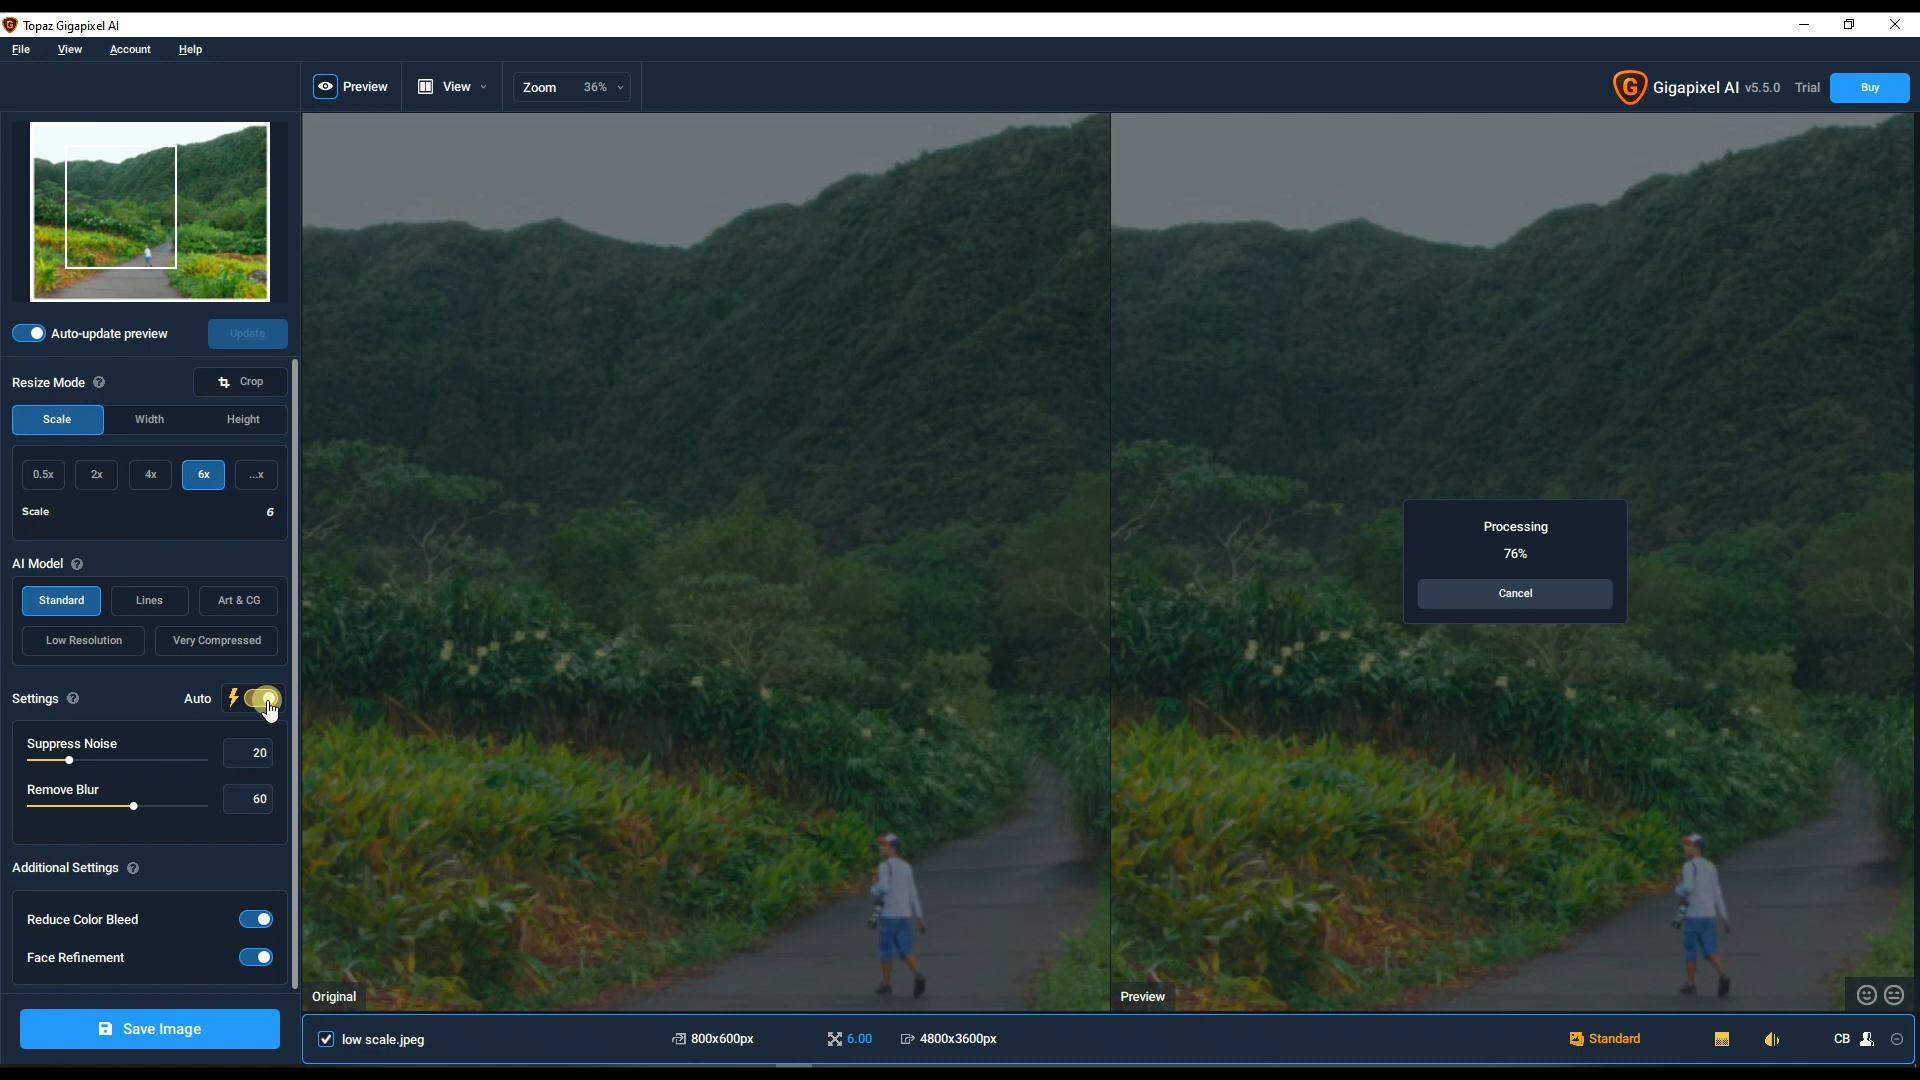 Topaz Gigapixel AI
File View Account Help
Preview View Zoom 36% Gigapixel AI v5.5.0 Trial Buy
Auto-update preview Update
Resize Mode Crop
Scale Width Height
0.5x 2x 4x 6x ...x
Scale 6
AI Model
Standard Lines Art & CG
Low Resolution Very Compressed
Settings Auto
Suppress Noise 20
Remove Blur 60
Additional Settings
Reduce Color Bleed
Face Refinement
Save Image
Processing
76%
Cancel
Original Preview
low scale.jpeg 800x600px 6.00 4800x3600px Standard CB